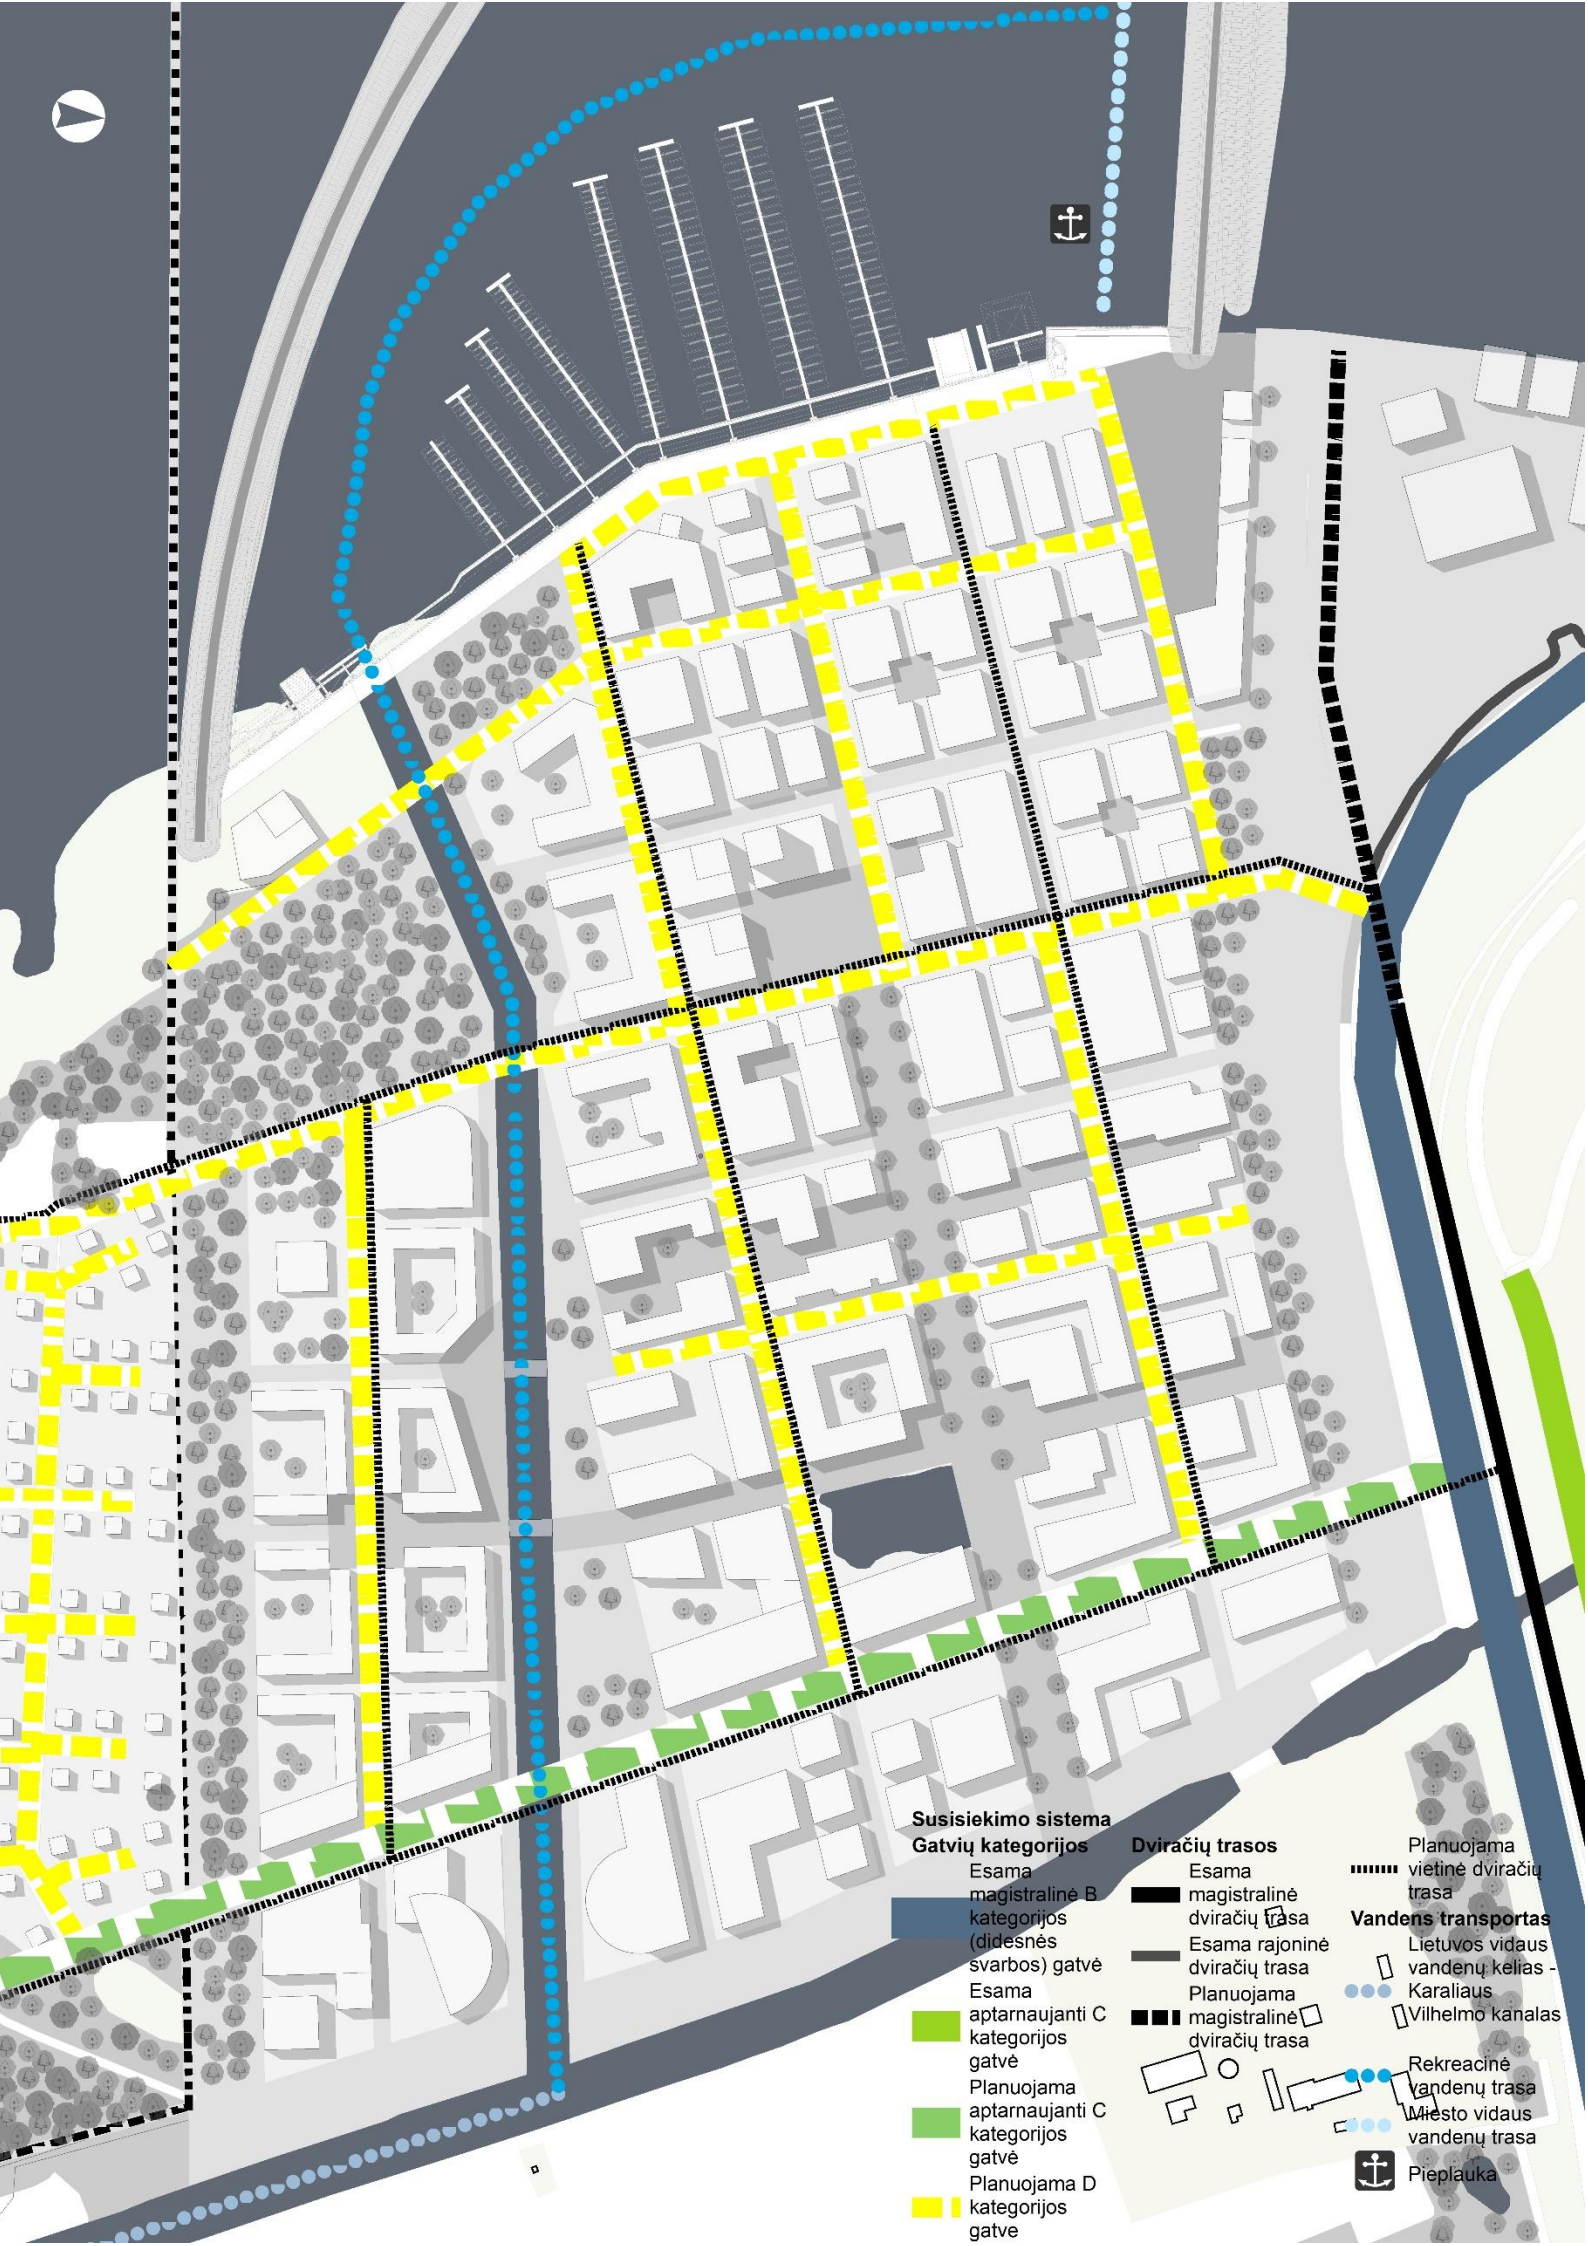 Susisiekimo sistema
Gatvių kategorijos
Esama
magistralinė B
kategorijos
(didesnės
svarbos) gatvė
Esama
aptarnaujanti C
kategorijos
gatvė
Planuojama
aptarnaujanti C
kategorijos
gatvė
Planuojama D
kategorijos
gatve
Dviračių trasos
Esama
magistralinė
dviračių trasa
Esama rajoninė
dviračių trasa
Planuojama
magistralinė
dviračių trasa
Planuojama
vietinė dviračių
trasa
Vandens transportas
Lietuvos vidaus
vandenų kelias -
Karaliaus
Vilhelmo kanalas
Rekreacinė
vandenų trasa
Miesto vidaus
vandenų trasa
Pieplauka